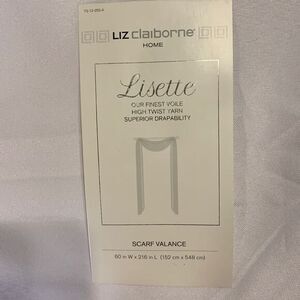 LIZ claiborne
HOME
Lisette
OUR FINEST VOILE
HIGH TWIST YARN
SUPERIOR DRAPABILITY
SCARF VALANCE
60 in W x 216 in L (152 cm x 548 cm)